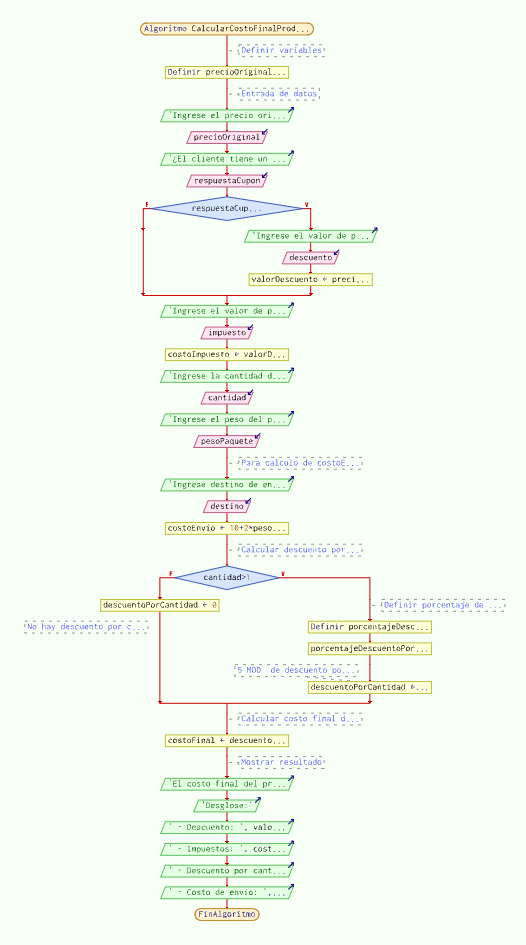 Algoritmo CalcularCostoFinalProd...
Definir variables
Definir precioOriginal...
Entrada de datos
'Ingrese el precio ori...
precioOriginal
'¿El cliente tiene un ...
respuestaCupon
respuestaCup...
F
V
'Ingrese el valor de p...
descuento
valorDescuento ← preci...
'Ingrese el valor de p...
impuesto
costoImpuesto ← valorD...
'Ingrese la cantidad d...
cantidad
'Ingrese el peso del p...
pesoPaquete
Para calculo de costoE...
'Ingrese destino de en...
destino
costoEnvio ← 10+2*peso...
Calcular descuento por...
cantidad>1
F
V
descuentoPorCantidad ← 0
Definir porcentaje de ...
No hay descuento por c...
Definir porcentajeDesc...
porcentajeDescuentoPor...
5 MOD de descuento po...
descuentoPorCantidad ←...
Calcular costo final d...
costoFinal ← descuento...
Mostrar resultado
'El costo final del pr...
'Desglose:'
' - Descuento: ', valo...
' - Impuestos: ', cost...
' - Descuento por cant...
' - Costo de envio: ',...
FinAlgoritmo